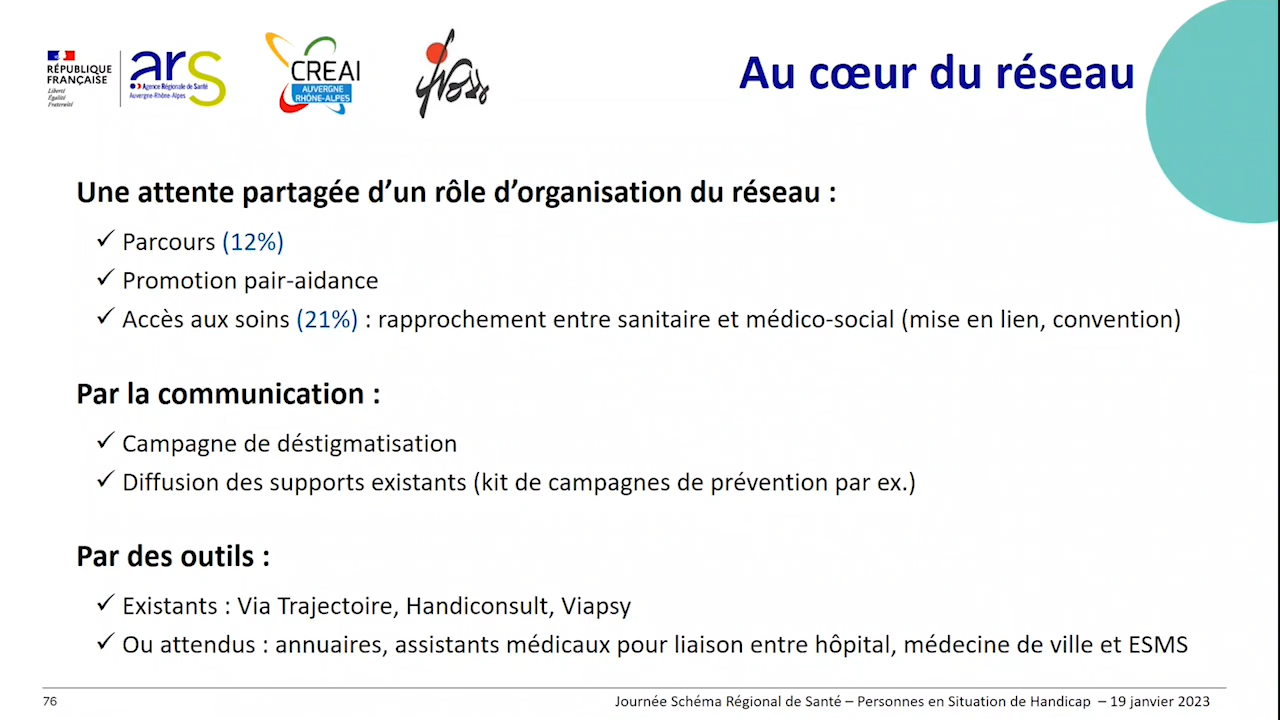 RÉPUBLIQUE
FRANÇAISE
Liberté
Égalité
Fraternité
ars
Agence Régionale de Santé
Auvergne-Rhône-Alpes
CREAI
AUVERGNE
RHÔNE-ALPES
Au cœur du réseau
Une attente partagée d’un rôle d’organisation du réseau :
✓ Parcours (12%)
✓ Promotion pair-aidance
✓ Accès aux soins (21%) : rapprochement entre sanitaire et médico-social (mise en lien, convention)
Par la communication :
✓ Campagne de déstigmatisation
✓ Diffusion des supports existants (kit de campagnes de prévention par ex.)
Par des outils :
✓ Existants : Via Trajectoire, Handiconsult, Viapsy
✓ Ou attendus : annuaires, assistants médicaux pour liaison entre hôpital, médecine de ville et ESMS
76
Journée Schéma Régional de Santé – Personnes en Situation de Handicap – 19 janvier 2023